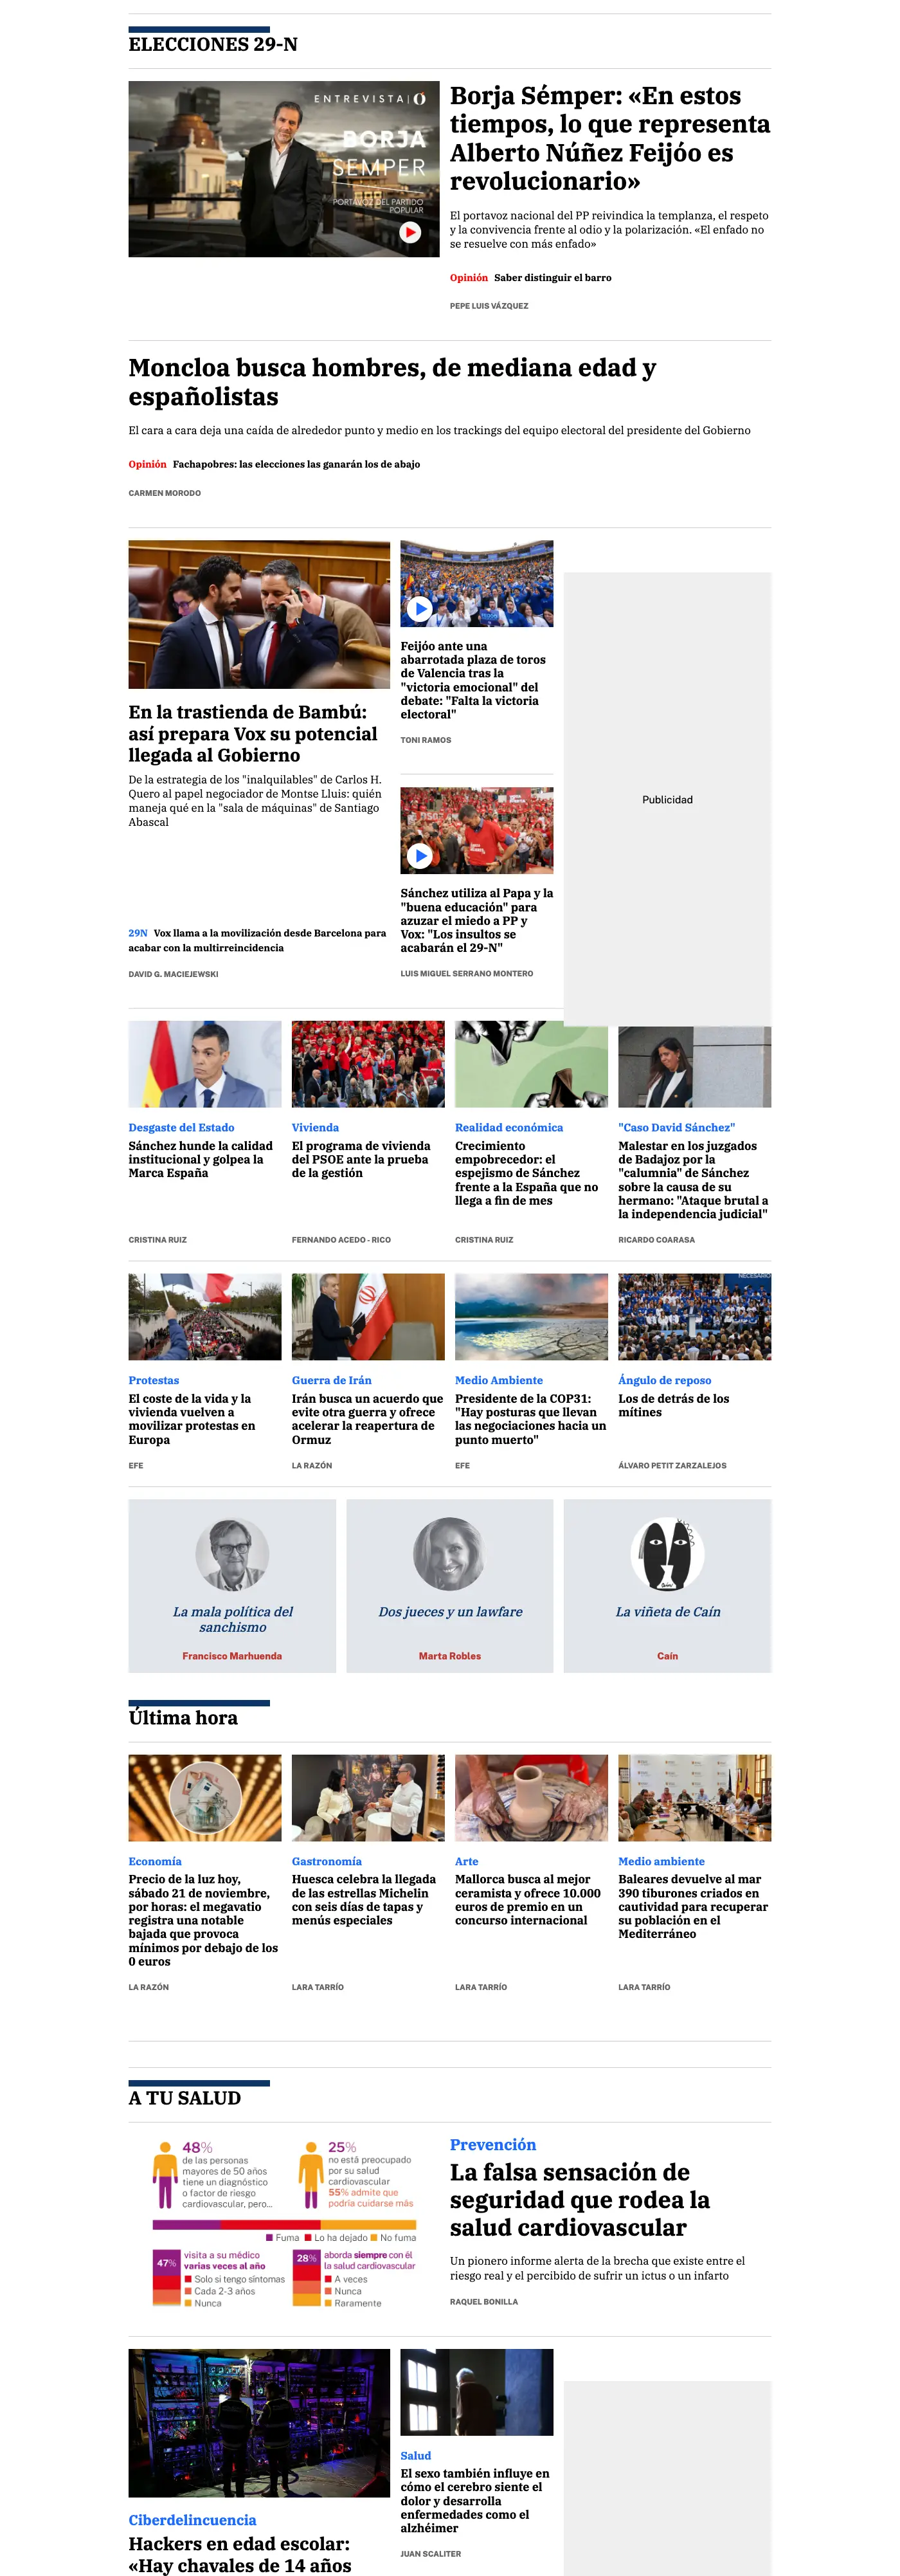 ELECCIONES 29-N
ENTREVISTA
BORJA
SEMPER
PORTAVOZ DEL PARTIDO
POPULAR
Borja Sémper: «En estos
tiempos, lo que representa
Alberto Núñez Feijóo es
revolucionario»
El portavoz nacional del PP reivindica la templanza, el respeto
y la convivencia frente al odio y la polarización. «El enfado no
se resuelve con más enfado»
Opinión Saber distinguir el barro
PEPE LUIS VÁZQUEZ
Moncloa busca hombres, de mediana edad y
españolistas
El cara a cara deja una caída de alrededor punto y medio en los trackings del equipo electoral del presidente del Gobierno
Opinión Fachapobres: las elecciones las ganarán los de abajo
CARMEN MORODO
En la trastienda de Bambú:
así prepara Vox su potencial
llegada al Gobierno
De la estrategia de los "inalquilables" de Carlos H.
Quero al papel negociador de Montse Lluis: quién
maneja qué en la "sala de máquinas" de Santiago
Abascal
29N Vox llama a la movilización desde Barcelona para
acabar con la multirreincidencia
DAVID G. MACIEJEWSKI
Feijóo ante una
abarrotada plaza de toros
de Valencia tras la
"victoria emocional" del
debate: "Falta la victoria
electoral"
TONI RAMOS
Sánchez utiliza al Papa y la
"buena educación" para
azuzar el miedo a PP y
Vox: "Los insultos se
acabarán el 29-N"
LUIS MIGUEL SERRANO MONTERO
Publicidad
Desgaste del Estado
Sánchez hunde la calidad
institucional y golpea la
Marca España
CRISTINA RUIZ
Vivienda
El programa de vivienda
del PSOE ante la prueba
de la gestión
FERNANDO ACEDO - RICO
Realidad económica
Crecimiento
empobrecedor: el
espejismo de Sánchez
frente a la España que no
llega a fin de mes
CRISTINA RUIZ
"Caso David Sánchez"
Malestar en los juzgados
de Badajoz por la
"calumnia" de Sánchez
sobre la causa de su
hermano: "Ataque brutal a
la independencia judicial"
RICARDO COARASA
Protestas
El coste de la vida y la
vivienda vuelven a
movilizar protestas en
Europa
EFE
Guerra de Irán
Irán busca un acuerdo que
evite otra guerra y ofrece
acelerar la reapertura de
Ormuz
LA RAZÓN
Medio Ambiente
Presidente de la COP31:
"Hay posturas que llevan
las negociaciones hacia un
punto muerto"
EFE
NECESARIO
Ángulo de reposo
Los de detrás de los
mítines
ÁLVARO PETIT ZARZALEJOS
La mala política del
sanchismo
Francisco Marhuenda
Dos jueces y un lawfare
Marta Robles
La viñeta de Caín
Caín
Última hora
Economía
Precio de la luz hoy,
sábado 21 de noviembre,
por horas: el megavatio
registra una notable
bajada que provoca
mínimos por debajo de los
0 euros
LA RAZÓN
Gastronomía
Huesca celebra la llegada
de las estrellas Michelin
con seis días de tapas y
menús especiales
LARA TARRÍO
Arte
Mallorca busca al mejor
ceramista y ofrece 10.000
euros de premio en un
concurso internacional
LARA TARRÍO
Medio ambiente
Baleares devuelve al mar
390 tiburones criados en
cautividad para recuperar
su población en el
Mediterráneo
LARA TARRÍO
A TU SALUD
48%
de las personas
mayores de 50 años
tiene un diagnóstico
o factor de riesgo
cardiovascular, pero...
25%
no está preocupado
por su salud
cardiovascular
55% admite que
podría cuidarse más
Fuma Lo ha dejado No fuma
47%
visita a su médico
varias veces al año
Solo si tengo síntomas
Cada 2-3 años
Nunca
28%
aborda siempre con él
la salud cardiovascular
A veces
Nunca
Raramente
Prevención
La falsa sensación de
seguridad que rodea la
salud cardiovascular
Un pionero informe alerta de la brecha que existe entre el
riesgo real y el percibido de sufrir un ictus o un infarto
RAQUEL BONILLA
Ciberdelincuencia
Hackers en edad escolar:
«Hay chavales de 14 años
Salud
El sexo también influye en
cómo el cerebro siente el
dolor y desarrolla
enfermedades como el
alzhéimer
JUAN SCALITER